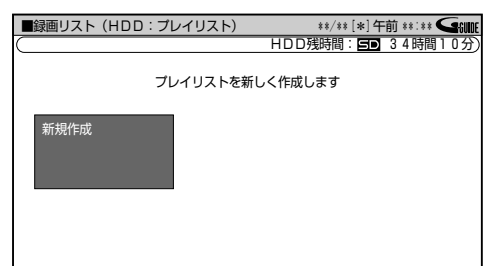 ■録画リスト（HDD：プレイリスト） **/**[*]午前 **:** G-GUIDE
HDD残時間：SD 34時間10分
プレイリストを新しく作成します
新規作成